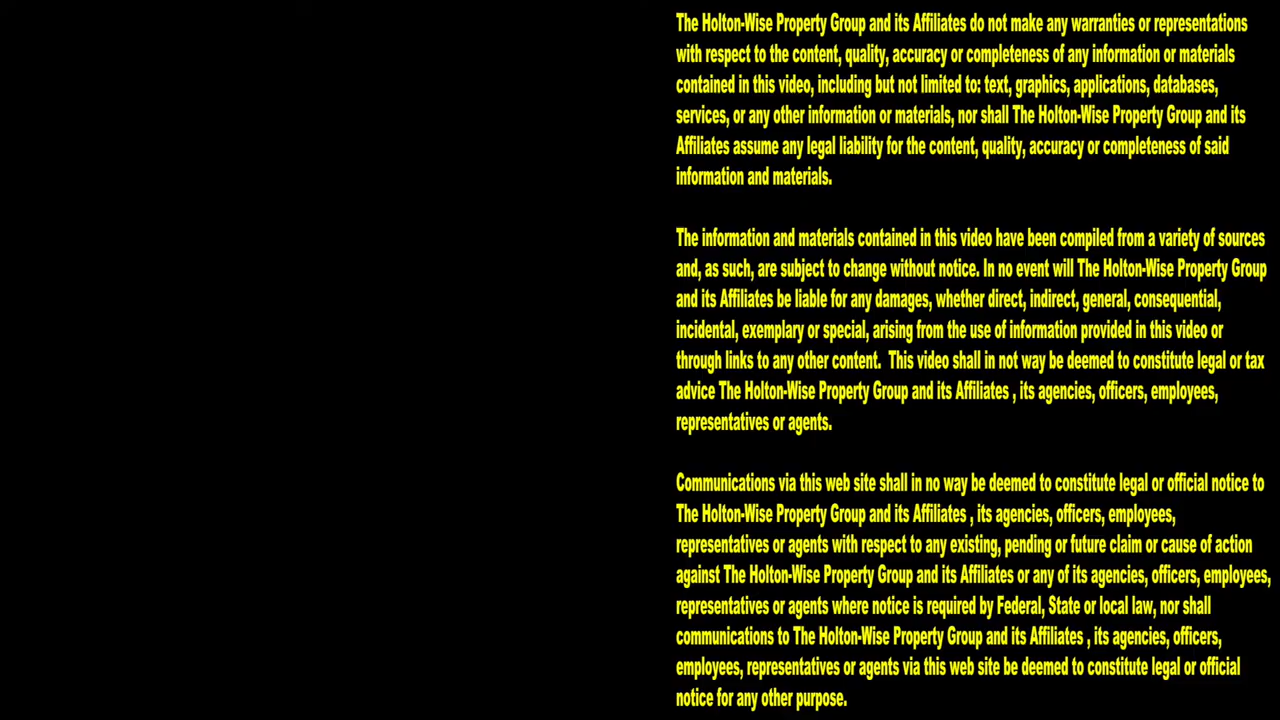 The Holton-Wise Property Group and its Affiliates do not make any warranties or representations
with respect to the content, quality, accuracy or completeness of any information or materials
contained in this video, including but not limited to: text, graphics, applications, databases,
services, or any other information or materials, nor shall The Holton-Wise Property Group and its
Affiliates assume any legal liability for the content, quality, accuracy or completeness of said
information and materials.
The information and materials contained in this video have been compiled from a variety of sources
and, as such, are subject to change without notice. In no event will The Holton-Wise Property Group
and its Affiliates be liable for any damages, whether direct, indirect, general, consequential,
incidental, exemplary or special, arising from the use of information provided in this video or
through links to any other content.  This video shall in not way be deemed to constitute legal or tax
advice The Holton-Wise Property Group and its Affiliates , its agencies, officers, employees,
representatives or agents.
Communications via this web site shall in no way be deemed to constitute legal or official notice to
The Holton-Wise Property Group and its Affiliates , its agencies, officers, employees,
representatives or agents with respect to any existing, pending or future claim or cause of action
against The Holton-Wise Property Group and its Affiliates or any of its agencies, officers, employees,
representatives or agents where notice is required by Federal, State or local law, nor shall
communications to The Holton-Wise Property Group and its Affiliates , its agencies, officers,
employees, representatives or agents via this web site be deemed to constitute legal or official
notice for any other purpose.